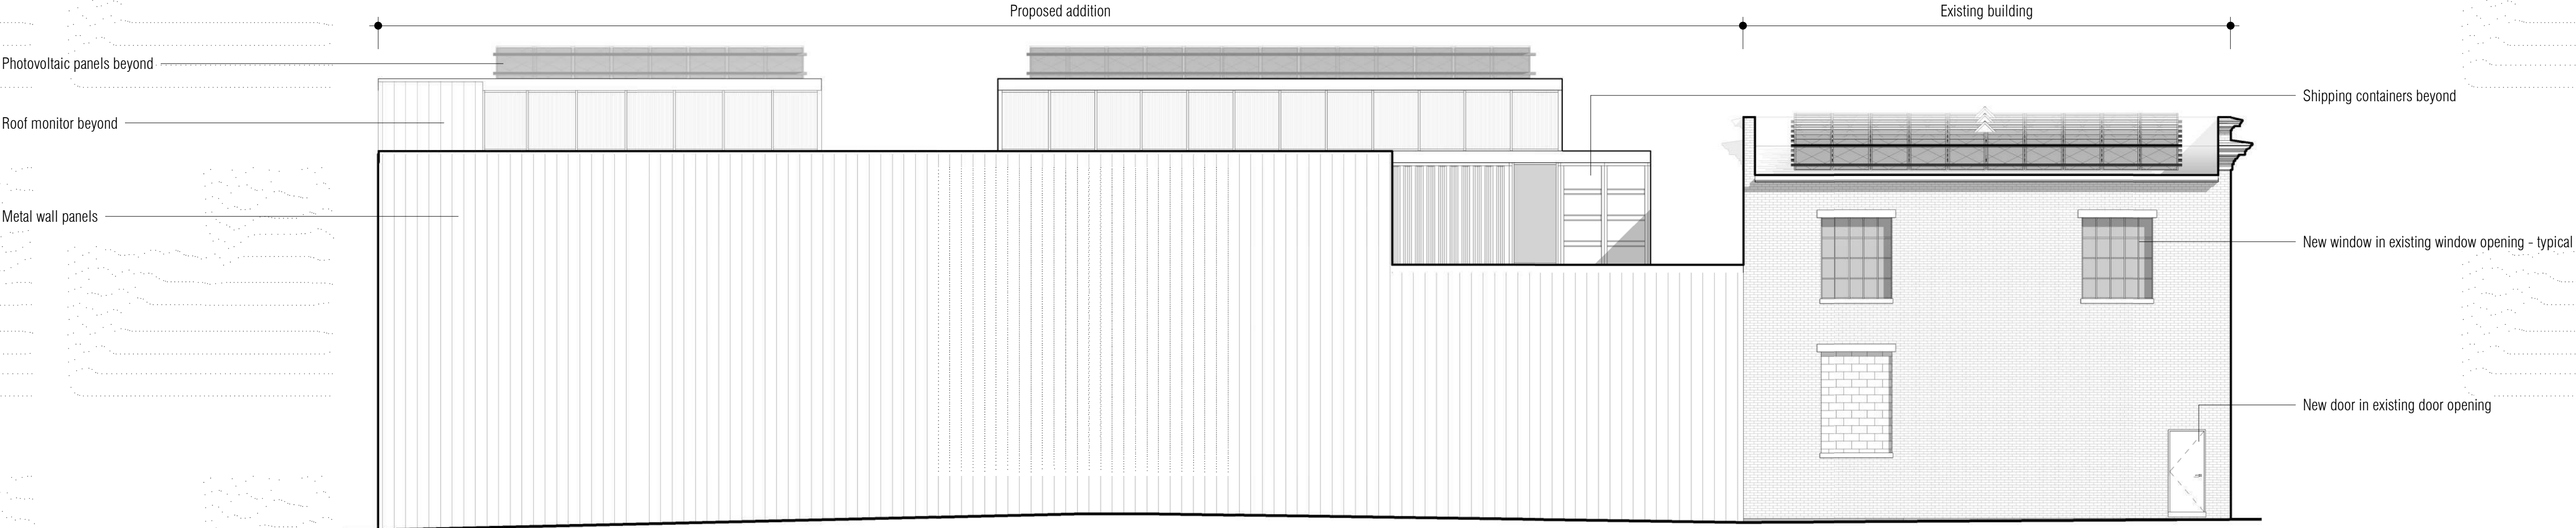 Proposed addition
Existing building
Photovoltaic panels beyond
Shipping containers beyond
Roof monitor beyond
Metal wall panels
New window in existing window opening - typical
New door in existing door opening